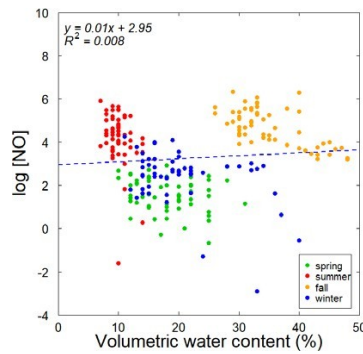 y = 0.01x + 2.95
R² = 0.008
log [NO]
8
6
4
2
0
-2
-4
0
10
20
30
40
50
Volumetric water content (%)
spring
summer
fall
winter